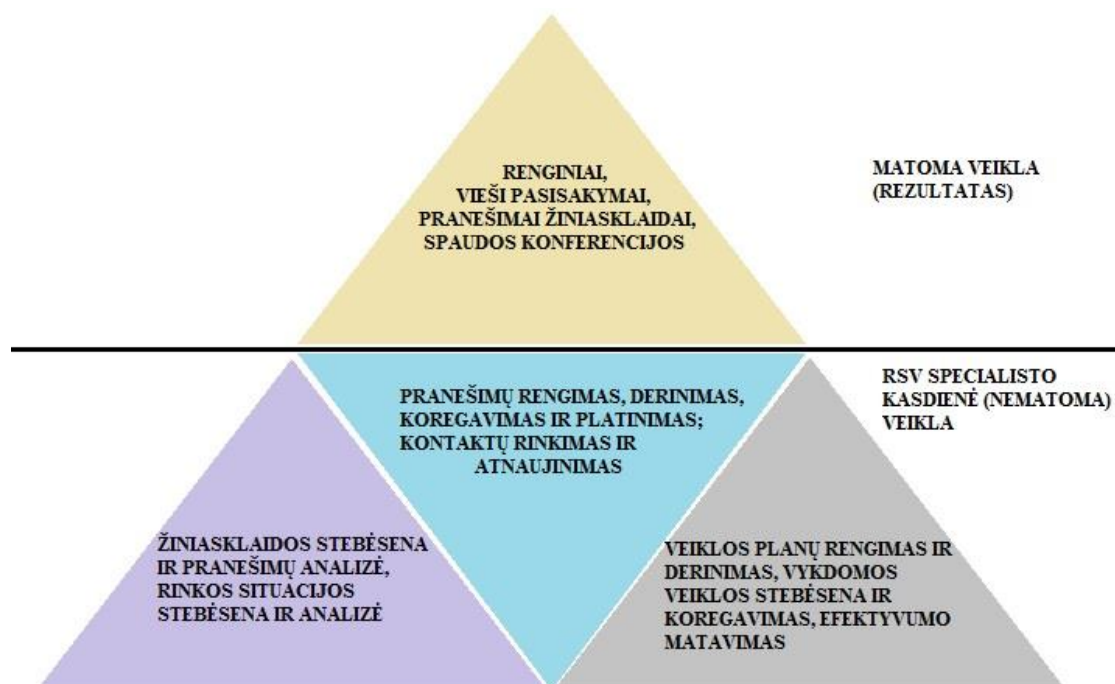 RENGINIAI,
VIEŠI PASISAKYMAI,
PRANEŠIMAI ŽINIASKLAIDAI,
SPAUDOS KONFERENCIJOS
MATOMA VEIKLA
(REZULTATAS)
PRANEŠIMŲ RENGIMAS, DERINIMAS,
KOREGAVIMAS IR PLATINIMAS;
KONTAKTŲ RINKIMAS IR
ATNAUJINIMAS
RSV SPECIALISTO
KASDIENĖ (NEMATOMA)
VEIKLA
ŽINIASKLAIDOS STEBĖSENA
IR PRANEŠIMŲ ANALIZĖ,
RINKOS SITUACIJOS
STEBĖSENA IR ANALIZĖ
VEIKLOS PLANŲ RENGIMAS IR
DERINIMAS, VYKDOMOS
VEIKLOS STEBĖSENA IR
KOREGAVIMAS, EFEKTYVUMO
MATAVIMAS